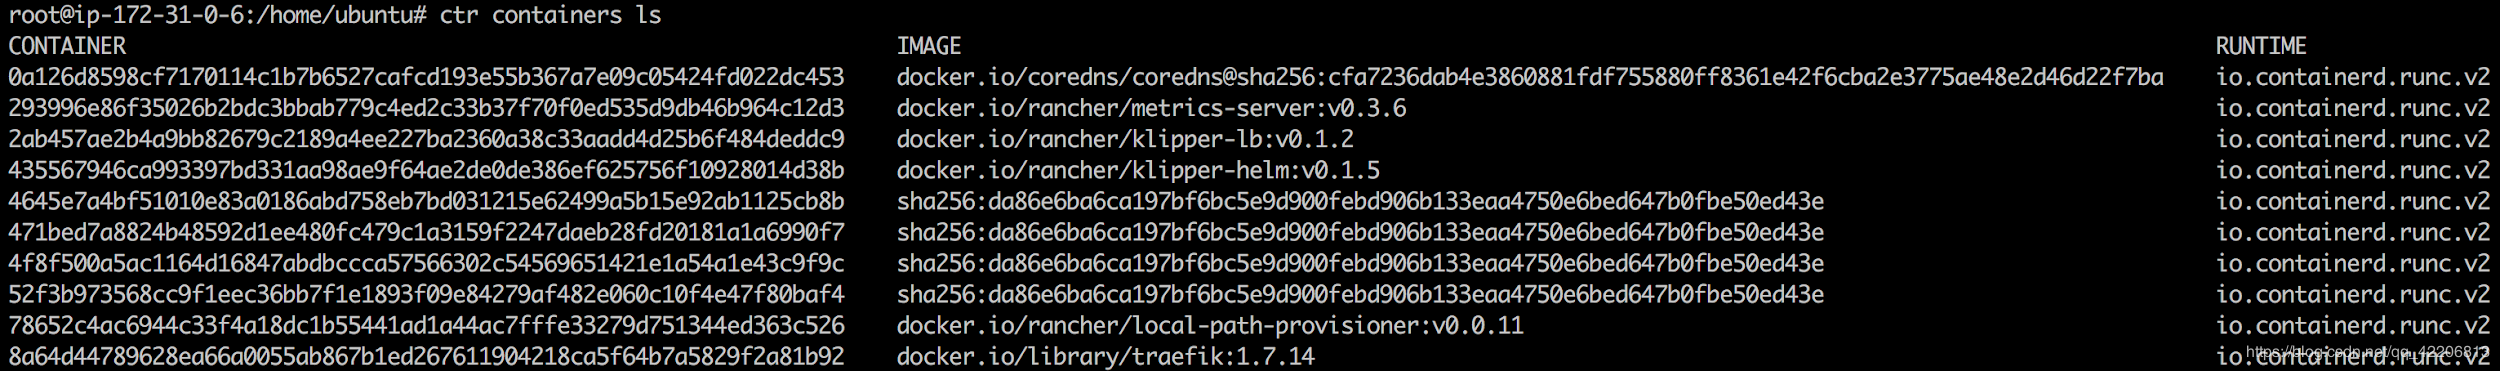 root@ip-172-31-0-6:/home/ubuntu# ctr containers ls
CONTAINER IMAGE RUNTIME
0a126d8598cf7170114c1b7b6527cafcd193e55b367a7e09c05424fd022dc453 docker.io/coredns/coredns@sha256:cfa7236dab4e3860881fdf755880ff8361e42f6cba2e3775ae48e2d46d22f7ba io.containerd.runc.v2
293996e86f35026b2bdc3bbab779c4ed2c33b37f70f0ed535d9db46b964c12d3 docker.io/rancher/metrics-server:v0.3.6 io.containerd.runc.v2
2ab457ae2b4a9bb82679c2189a4ee227ba2360a38c33aadd4d25b6f484deddc9 docker.io/rancher/klipper-lb:v0.1.2 io.containerd.runc.v2
435567946ca993397bd331aa98ae9f64ae2de0de386ef625756f10928014d38b docker.io/rancher/klipper-helm:v0.1.5 io.containerd.runc.v2
4645e7a4bf51010e83a0186abd758eb7bd031215e62499a5b15e92ab1125cb8b sha256:da86e6ba6ca197bf6bc5e9d900febd906b133eaa4750e6bed647b0fbe50ed43e io.containerd.runc.v2
471bed7a8824b48592d1ee480fc479c1a3159f2247daeb28fd20181a1a6990f7 sha256:da86e6ba6ca197bf6bc5e9d900febd906b133eaa4750e6bed647b0fbe50ed43e io.containerd.runc.v2
4f8f500a5ac1164d16847abdbccca57566302c54569651421e1a54a1e43c9f9c sha256:da86e6ba6ca197bf6bc5e9d900febd906b133eaa4750e6bed647b0fbe50ed43e io.containerd.runc.v2
52f3b973568cc9f1eec36bb7f1e1893f09e84279af482e060c10f4e47f80baf4 sha256:da86e6ba6ca197bf6bc5e9d900febd906b133eaa4750e6bed647b0fbe50ed43e io.containerd.runc.v2
78652c4ac6944c33f4a18dc1b55441ad1a44ac7fffe33279d751344ed363c526 docker.io/rancher/local-path-provisioner:v0.0.11 io.containerd.runc.v2
8a64d44789628ea66a0055ab867b1ed267611904218ca5f64b7a5829f2a81b92 docker.io/library/traefik:1.7.14 io.containerd.runc.v2
https://blog.csdn.net/qq_42206813